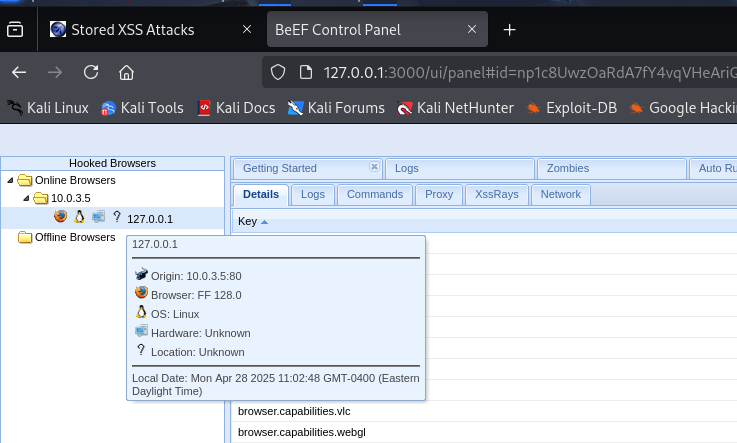 Stored XSS Attacks
BeEF Control Panel
127.0.0.1:3000/ui/panel#id=np1c8UwzOaRdA7fY4vqVHeAriG
Kali Linux Kali Tools Kali Docs Kali Forums Kali NetHunter Exploit-DB Google Hacki
Hooked Browsers
Online Browsers
10.0.3.5
? 127.0.0.1
Offline Browsers
Getting Started Logs Zombies Auto Ru
Details Logs Commands Proxy XssRays Network
Key
127.0.0.1
Origin: 10.0.3.5:80
Browser: FF 128.0
OS: Linux
Hardware: Unknown
? Location: Unknown
Local Date: Mon Apr 28 2025 11:02:48 GMT-0400 (Eastern
Daylight Time)
browser.capabilities.vlc
browser.capabilities.webgl